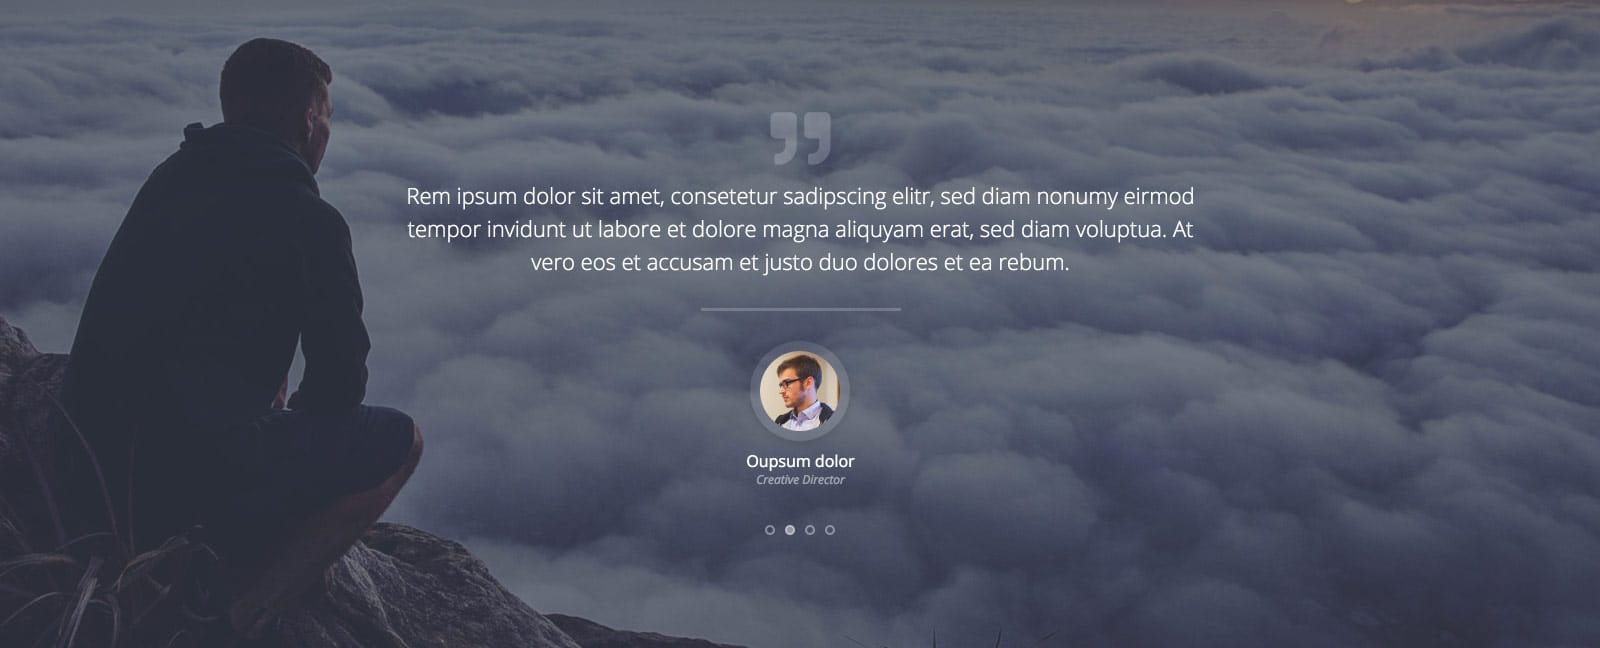 Rem ipsum dolor sit amet, consetetur sadipscing elitr, sed diam nonumy eirmod
tempor invidunt ut labore et dolore magna aliquyam erat, sed diam voluptua. At
vero eos et accusam et justo duo dolores et ea rebum.
Oupsum dolor
Creative Director